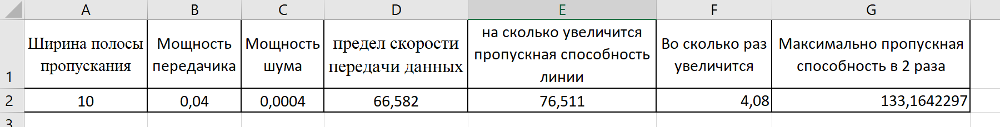 A B C D E F G
1 Ширина полосы пропускания Мощность передачика Мощность шума предел скорости передачи данных на сколько увеличится пропускная способность линии Во сколько раз увеличится Максимально пропускная способность в 2 раза
2 10 0,04 0,0004 66,582 76,511 4,08 133,1642297
3